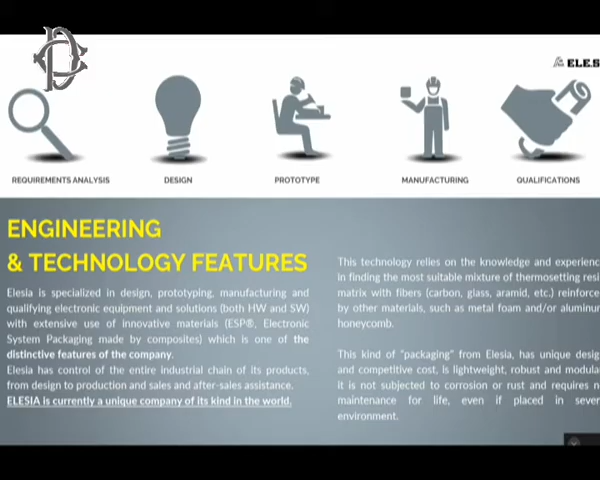 ELE.S
REQUIREMENTS ANALYSIS
DESIGN
PROTOTYPE
MANUFACTURING
QUALIFICATIONS
ENGINEERING
& TECHNOLOGY FEATURES
Elesia is specialized in design, prototyping, manufacturing and
qualifying electronic equipment and solutions (both HW and SW)
with extensive use of innovative materials (ESP®, Electronic
System Packaging made by composites) which is one of the
distinctive features of the company.
Elesia has control of the entire industrial chain of its products,
from design to production and sales and after-sales assistance.
ELESIA is currently a unique company of its kind in the world.
This technology relies on the knowledge and experienc
in finding the most suitable mixture of thermosetting resi
matrix with fibers (carbon, glass, aramid, etc.) reinforce
by other materials, such as metal foam and/or aluminur
honeycomb.
This kind of "packaging" from Elesia, has unique desig
and competitive cost, is lightweight, robust and modula
it is not subjected to corrosion or rust and requires n
maintenance for life, even if placed in sever
environment.